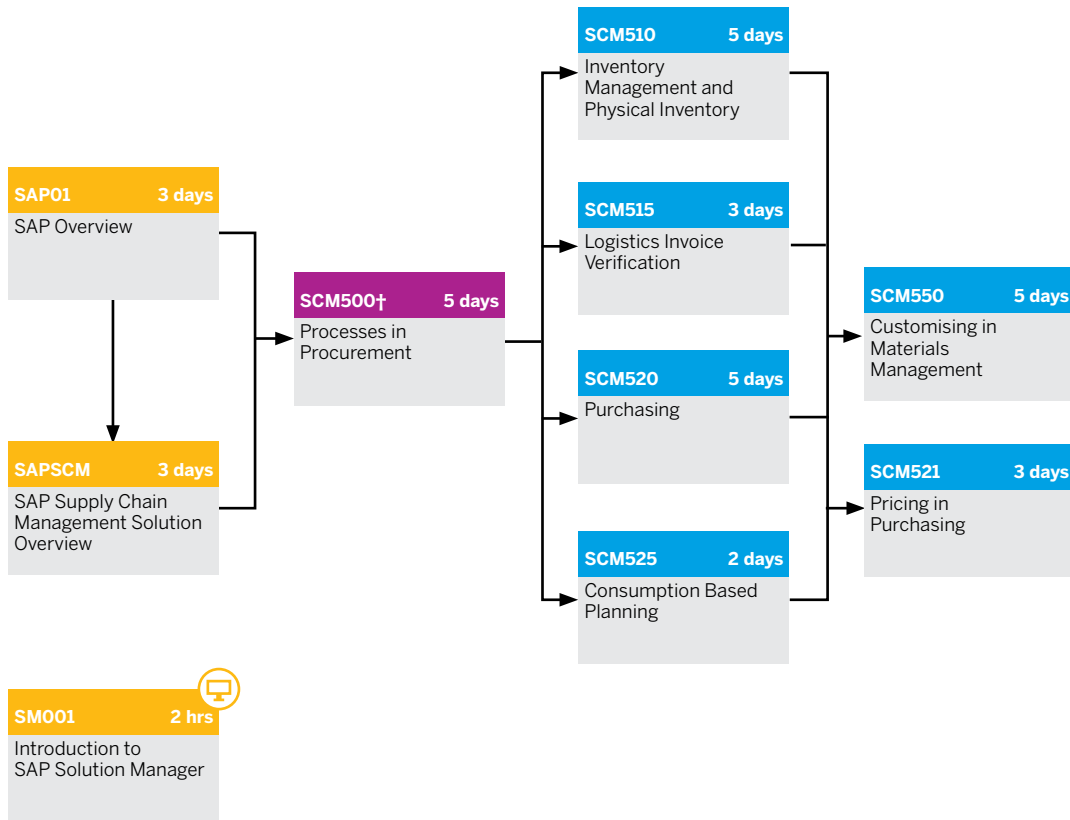 SCM510 5 days
Inventory
Management and
Physical Inventory
SAP01 3 days
SAP Overview
SCM515 3 days
Logistics Invoice
Verification
SCM500† 5 days
Processes in
Procurement
SCM550 5 days
Customising in
Materials
Management
SCM520 5 days
Purchasing
SAPSCM 3 days
SAP Supply Chain
Management Solution
Overview
SCM521 3 days
Pricing in
Purchasing
SCM525 2 days
Consumption Based
Planning
SM001 2 hrs
Introduction to
SAP Solution Manager